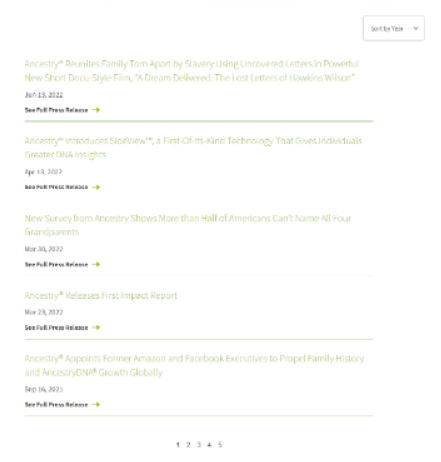 Sort by Year
Ancestry® Reunites Family Torn Apart by Slavery Using Uncovered Letters in Powerful
New Short Docu-Style Film, "A Dream Delivered: The Lost Letters of Hawkins Wilson"
Jun 13, 2022
See Full Press Release →
Ancestry® Introduces SideView™, a First-Of-Its-Kind Technology That Gives Individuals
Greater DNA Insights
Apr 13, 2022
See Full Press Release →
New Survey from Ancestry Shows More than Half of Americans Can't Name All Four
Grandparents
Mar 30, 2022
See Full Press Release →
Ancestry® Releases First Impact Report
Mar 23, 2022
See Full Press Release →
Ancestry® Appoints Former Amazon and Facebook Executives to Propel Family History
and AncestryDNA® Growth Globally
Sep 16, 2021
See Full Press Release →
1 2 3 4 5